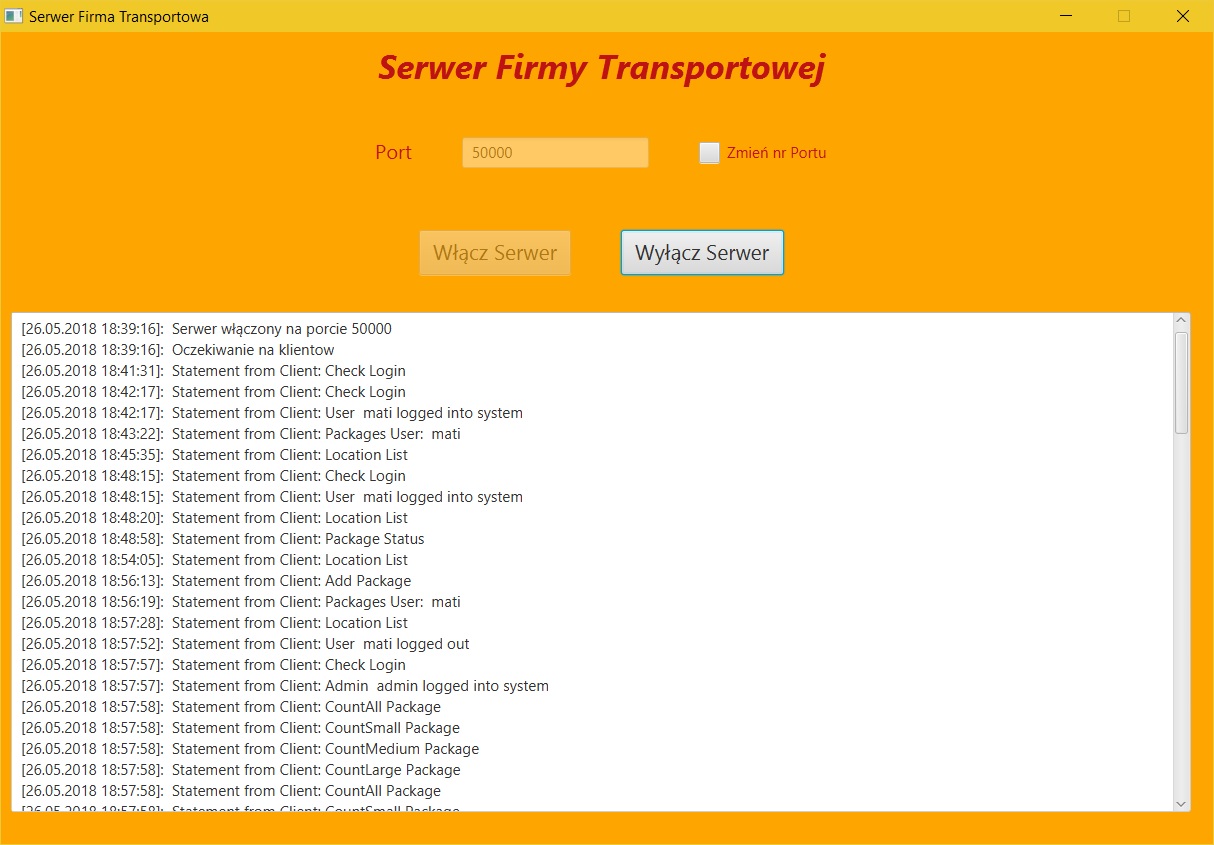 Serwer Firma Transportowa
Serwer Firmy Transportowej
Port 50000 Zmień nr Portu
Włącz Serwer Wyłącz Serwer
[26.05.2018 18:39:16]:  Serwer włączony na porcie 50000
[26.05.2018 18:39:16]:  Oczekiwanie na klientow
[26.05.2018 18:41:31]:  Statement from Client: Check Login
[26.05.2018 18:42:17]:  Statement from Client: Check Login
[26.05.2018 18:42:17]:  Statement from Client: User  mati logged into system
[26.05.2018 18:43:22]:  Statement from Client: Packages User:  mati
[26.05.2018 18:45:35]:  Statement from Client: Location List
[26.05.2018 18:48:15]:  Statement from Client: Check Login
[26.05.2018 18:48:15]:  Statement from Client: User  mati logged into system
[26.05.2018 18:48:20]:  Statement from Client: Location List
[26.05.2018 18:48:58]:  Statement from Client: Package Status
[26.05.2018 18:54:05]:  Statement from Client: Location List
[26.05.2018 18:56:13]:  Statement from Client: Add Package
[26.05.2018 18:56:19]:  Statement from Client: Packages User:  mati
[26.05.2018 18:57:28]:  Statement from Client: Location List
[26.05.2018 18:57:52]:  Statement from Client: User  mati logged out
[26.05.2018 18:57:57]:  Statement from Client: Check Login
[26.05.2018 18:57:57]:  Statement from Client: Admin  admin logged into system
[26.05.2018 18:57:58]:  Statement from Client: CountAll Package
[26.05.2018 18:57:58]:  Statement from Client: CountSmall Package
[26.05.2018 18:57:58]:  Statement from Client: CountMedium Package
[26.05.2018 18:57:58]:  Statement from Client: CountLarge Package
[26.05.2018 18:57:58]:  Statement from Client: CountAll Package
[26.05.2018 18:57:58]:  Statement from Client: CountSmall Package